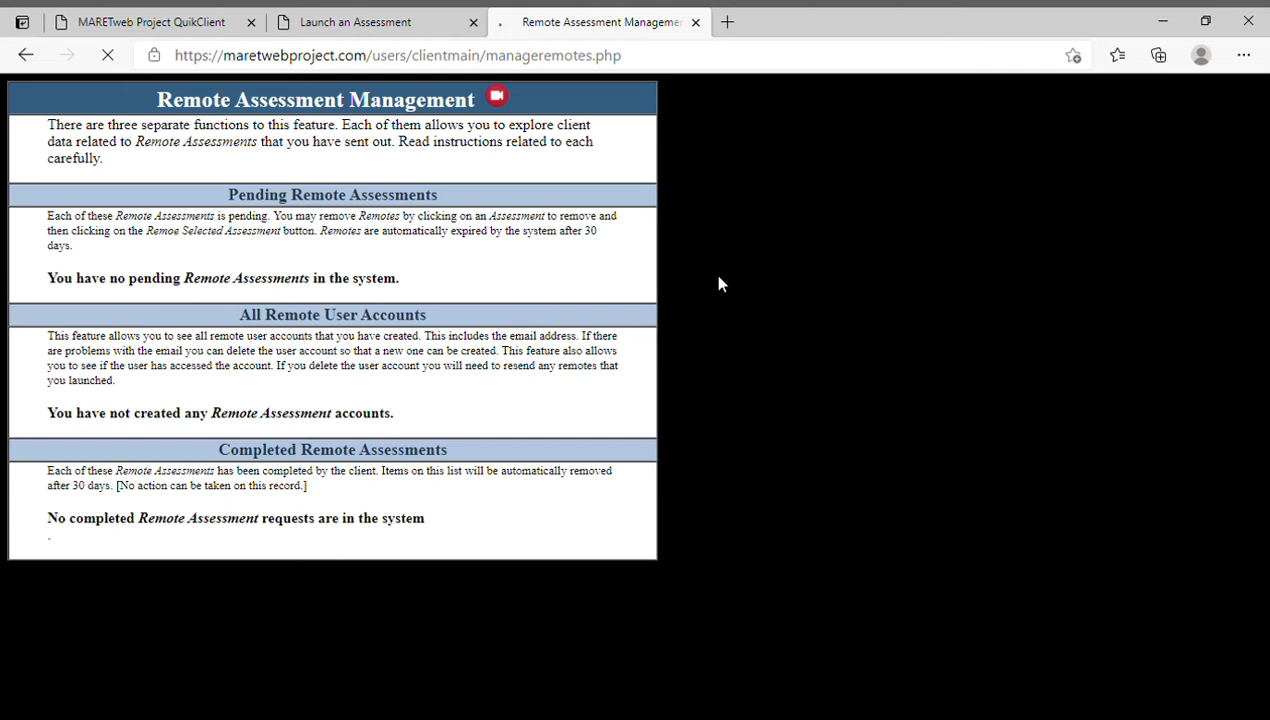 MARETweb Project QuikClient
Launch an Assessment
Remote Assessment Managemer
https://maretwebproject.com/users/clientmain/manageremotes.php
Remote Assessment Management
There are three separate functions to this feature. Each of them allows you to explore client
data related to Remote Assessments that you have sent out. Read instructions related to each
carefully.
Pending Remote Assessments
Each of these Remote Assessments is pending. You may remove Remotes by clicking on an Assessment to remove and
then clicking on the Remoe Selected Assessment button. Remotes are automatically expired by the system after 30
days.
You have no pending Remote Assessments in the system.
All Remote User Accounts
This feature allows you to see all remote user accounts that you have created. This includes the email address. If there
are problems with the email you can delete the user account so that a new one can be created. This feature also allows
you to see if the user has accessed the account. If you delete the user account you will need to resend any remotes that
you launched.
You have not created any Remote Assessment accounts.
Completed Remote Assessments
Each of these Remote Assessments has been completed by the client. Items on this list will be automatically removed
after 30 days. [No action can be taken on this record.]
No completed Remote Assessment requests are in the system
.